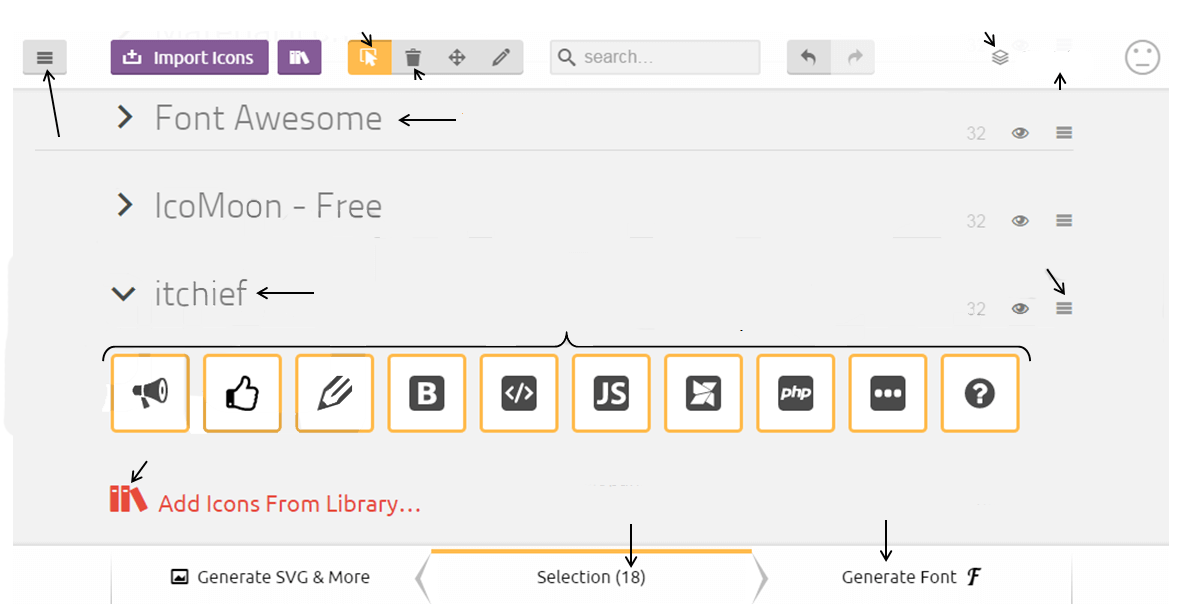 Import Icons search...
Font Awesome
32
IcoMoon - Free
32
itchief
32
B </> JS php ?
Add Icons From Library...
Generate SVG & More Selection (18) Generate Font F